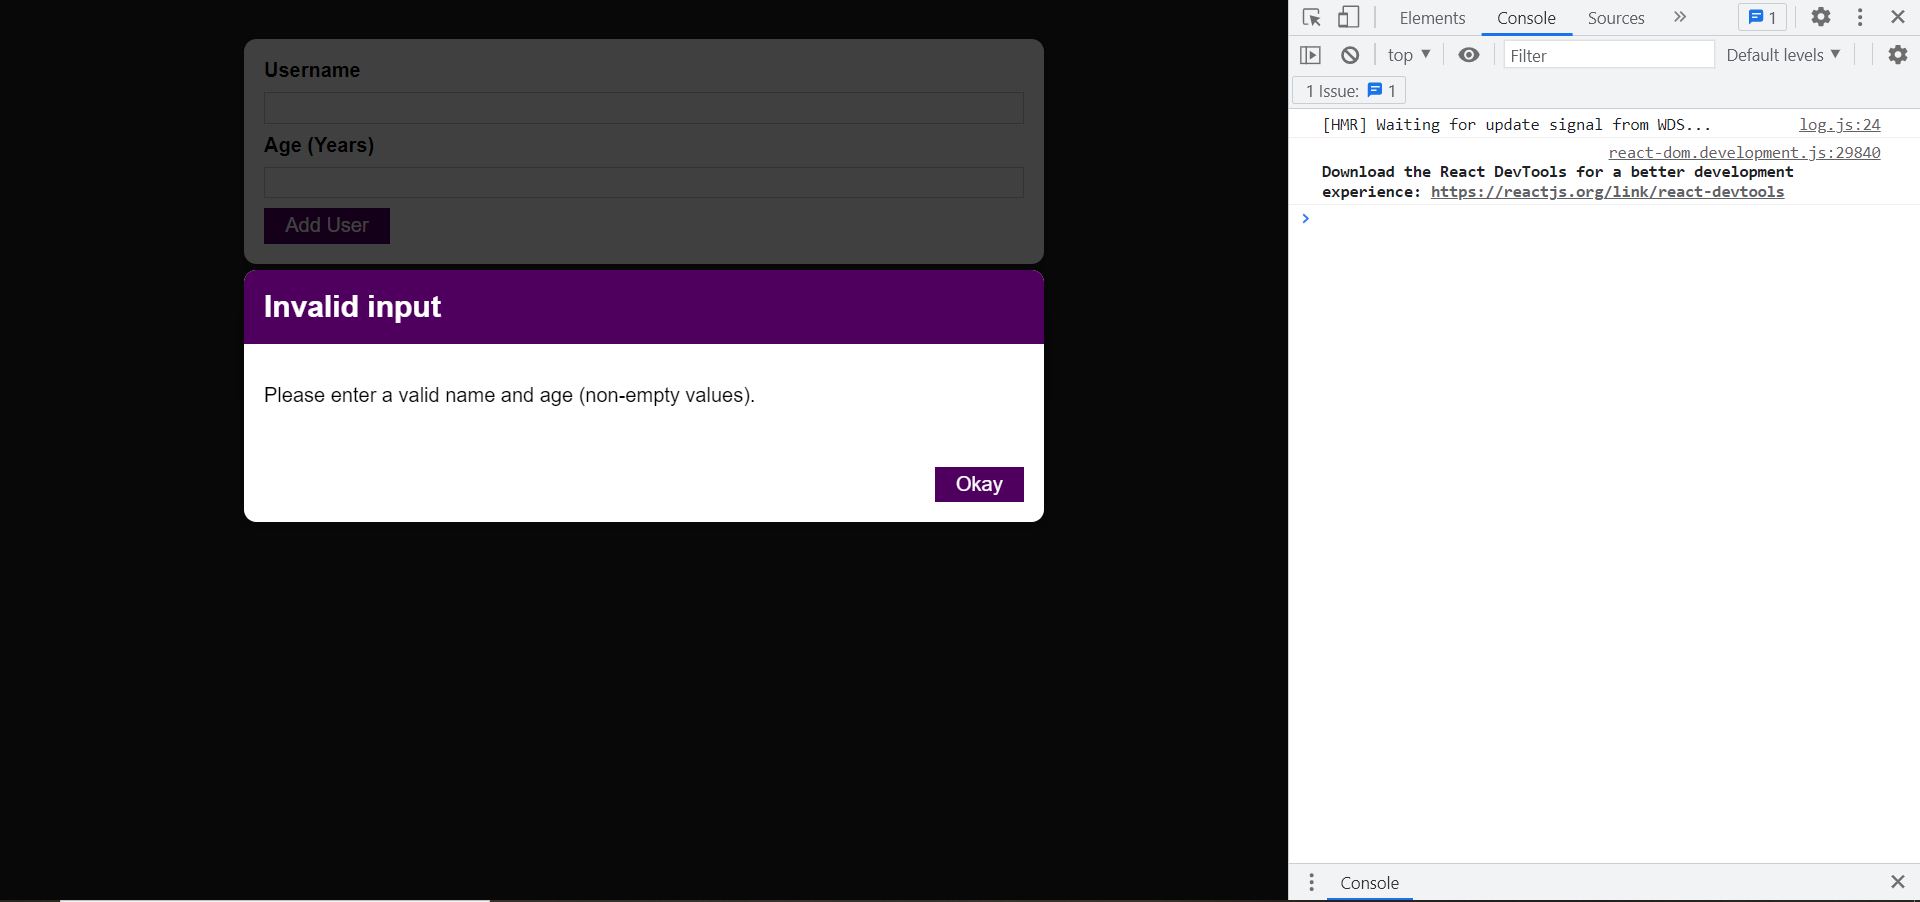 Username
Age (Years)
Add User
Invalid input
Please enter a valid name and age (non-empty values).
Okay
Elements Console Sources » 1
top ▼ Filter Default levels ▼
1 Issue: 1
[HMR] Waiting for update signal from WDS... log.js:24
react-dom.development.js:29840
Download the React DevTools for a better development
experience: https://reactjs.org/link/react-devtools
Console